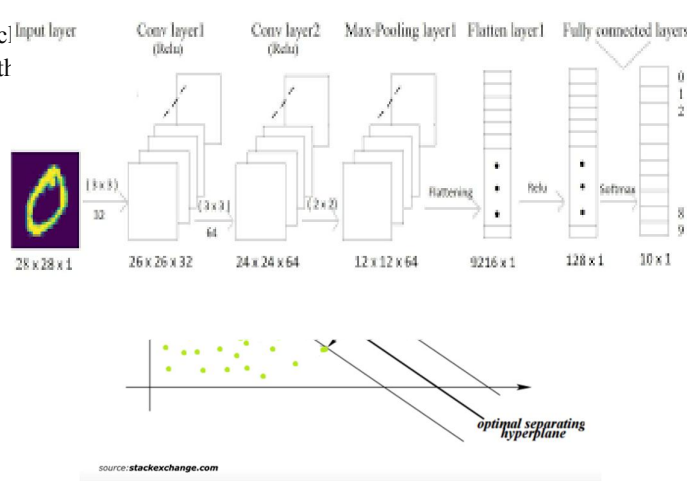 Input layer Conv layer1 Conv layer2 Max-Pooling layer1 Flatten layer1 Fully connected layers
(Relu) (Relu)
0
1
2
(3 x 3)
32
(3 x 3)
64
(2 x 2)
Flattening
Relu
Softmax
8
9
28 x 28 x 1 26 x 26 x 32 24 x 24 x 64 12 x 12 x 64 9216 x 1 128 x 1 10 x 1
optimal separating
hyperplane
source:stackexchange.com